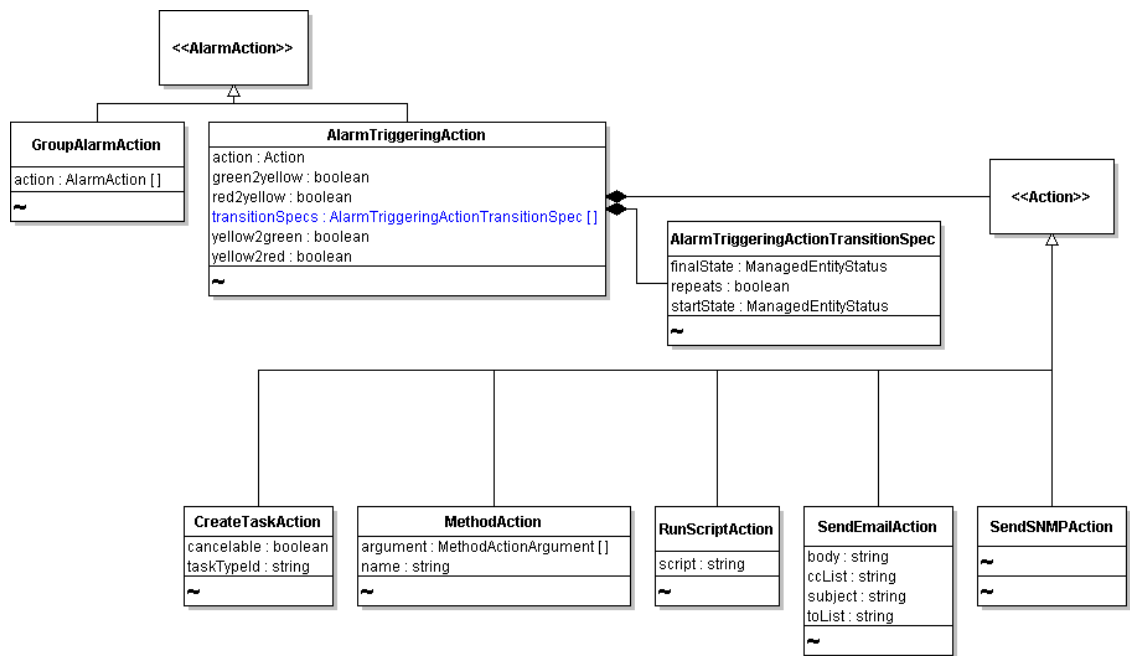 <<AlarmAction>>
GroupAlarmAction
action : AlarmAction [ ]
~
AlarmTriggeringAction
action : Action
green2yellow : boolean
red2yellow : boolean
transitionSpecs : AlarmTriggeringActionTransitionSpec [ ]
yellow2green : boolean
yellow2red : boolean
~
<<Action>>
AlarmTriggeringActionTransitionSpec
finalState : ManagedEntityStatus
repeats : boolean
startState : ManagedEntityStatus
~
CreateTaskAction
cancelable : boolean
taskTypeId : string
~
MethodAction
argument : MethodActionArgument [ ]
name : string
~
RunScriptAction
script : string
~
SendEmailAction
body : string
ccList : string
subject : string
toList : string
~
SendSNMPAction
~
~